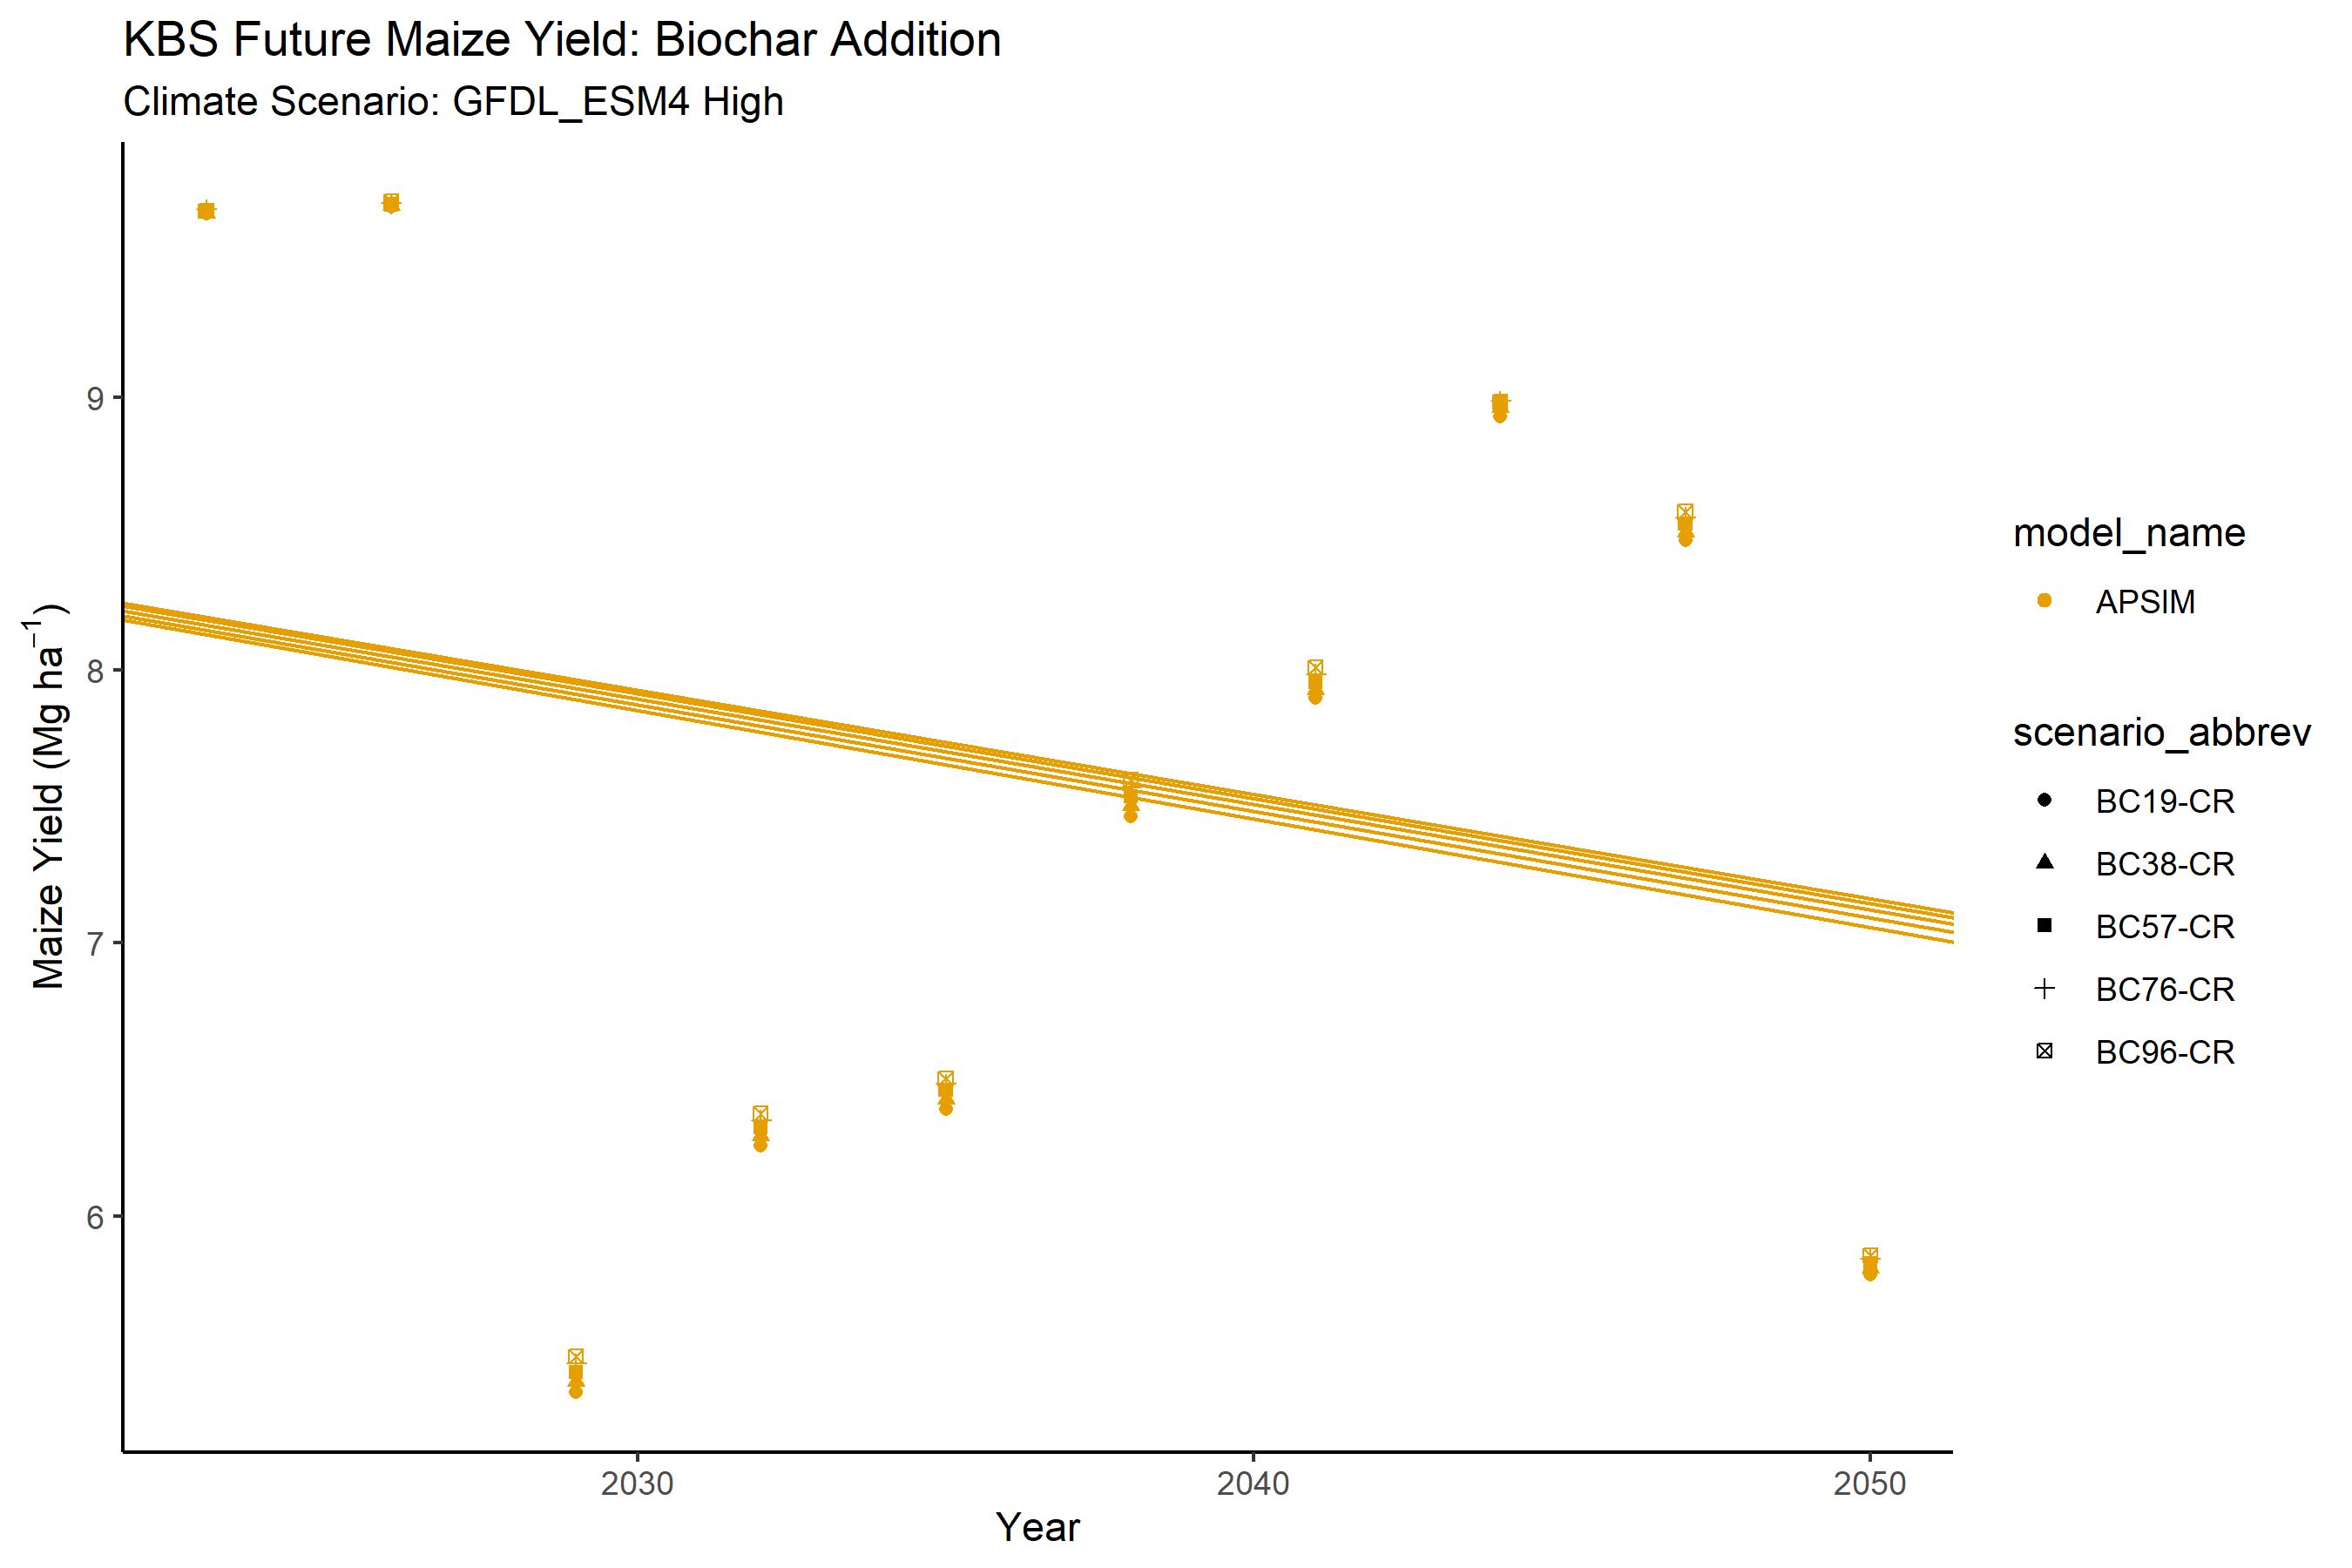 KBS Future Maize Yield: Biochar Addition
Climate Scenario: GFDL_ESM4 High
Maize Yield (Mg ha⁻¹)
9
8
7
6
2030
2040
2050
Year
model_name
APSIM
scenario_abbrev
BC19-CR
BC38-CR
BC57-CR
BC76-CR
BC96-CR